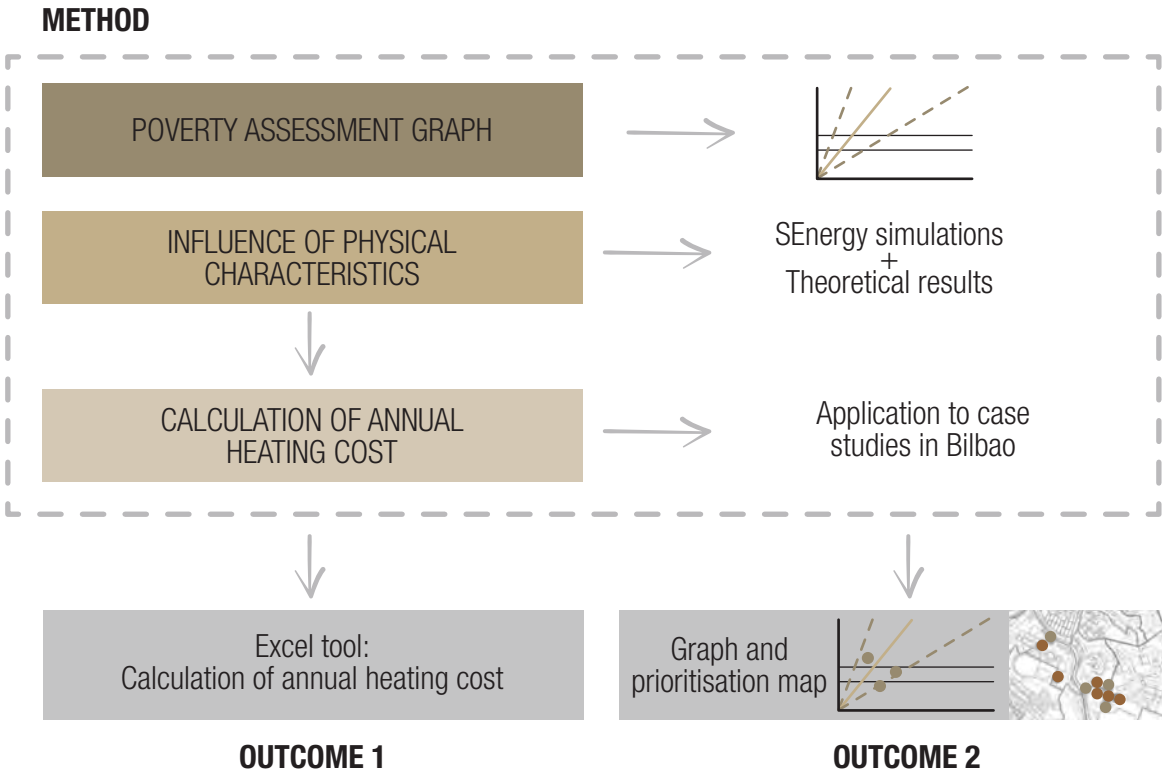 METHOD
POVERTY ASSESSMENT GRAPH
INFLUENCE OF PHYSICAL
CHARACTERISTICS
SEnergy simulations
+
Theoretical results
CALCULATION OF ANNUAL
HEATING COST
Application to case
studies in Bilbao
Excel tool:
Calculation of annual heating cost
Graph and
prioritisation map
OUTCOME 1
OUTCOME 2